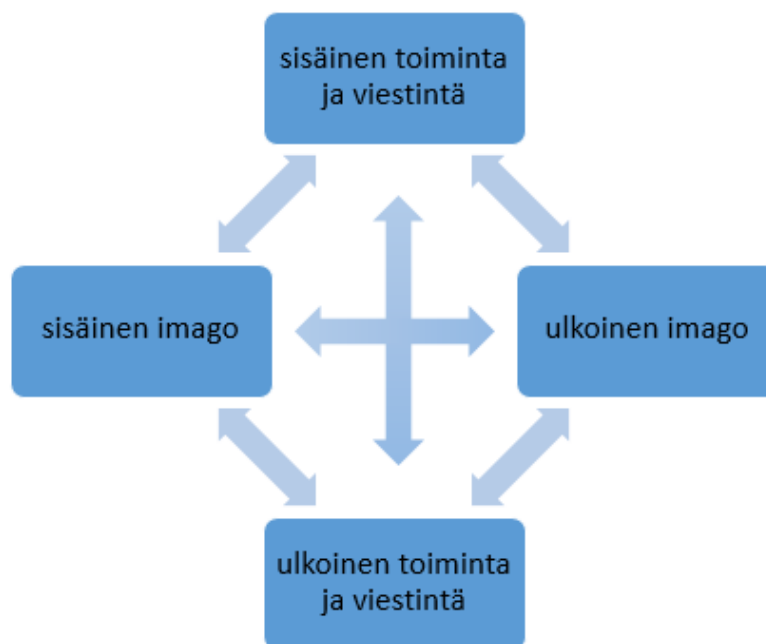 sisäinen toiminta
ja viestintä
sisäinen imago
ulkoinen imago
ulkoinen toiminta
ja viestintä